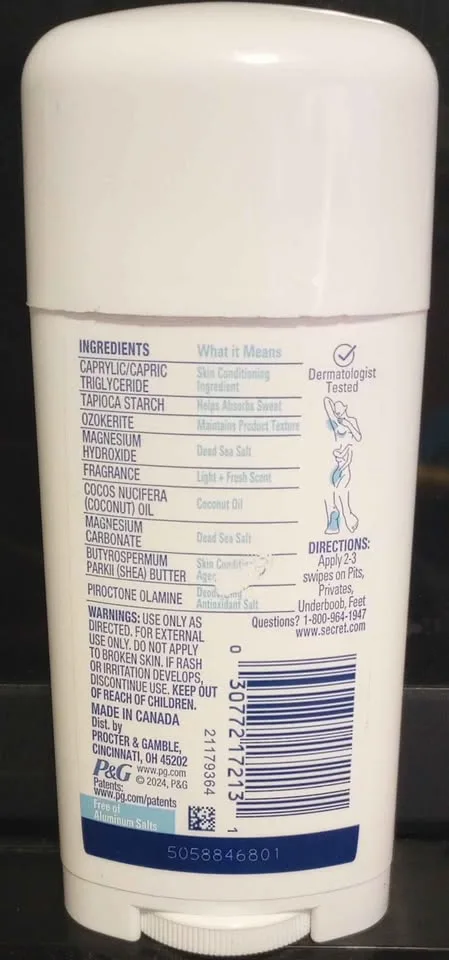 INGREDIENTS What it Means
CAPRYLIC/CAPRIC
TRIGLYCERIDE
Skin Conditioning
Ingredient
TAPIOCA STARCH Helps Absorbs Sweat
OZOKERITE Maintains Product Texture
MAGNESIUM
HYDROXIDE
Dead Sea Salt
FRAGRANCE Light + Fresh Scent
COCOS NUCIFERA
(COCONUT) OIL
Coconut Oil
MAGNESIUM
CARBONATE
Dead Sea Salt
BUTYROSPERMUM
PARKII (SHEA) BUTTER
Skin
PIROCTONE OLAMINE
Antioxidant Salt
WARNINGS: USE ONLY AS
DIRECTED. FOR EXTERNAL
USE ONLY. DO NOT APPLY
TO BROKEN SKIN. IF RASH
OR IRRITATION DEVELOPS,
DISCONTINUE USE. KEEP OUT
OF REACH OF CHILDREN.
MADE IN CANADA
Dist. by
PROCTER & GAMBLE,
CINCINNATI, OH 45202
P&G www.pg.com
© 2024, P&G
Patents:
www.pg.com/patents
Free of
Aluminum Salts
Dermatologist
Tested
DIRECTIONS:
Apply 2-3
swipes on Pits,
Privates,
Underboob, Feet
Questions? 1-800-964-1947
www.secret.com
21179364
0 30772 17213 1
5058846801